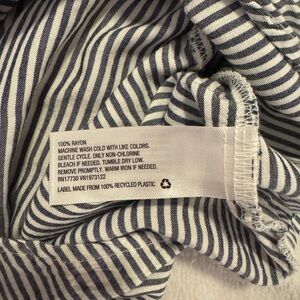 100% RAYON
MACHINE WASH COLD WITH LIKE COLORS.
GENTLE CYCLE. ONLY NON-CHLORINE
BLEACH IF NEEDED. TUMBLE DRY LOW.
REMOVE PROMPTLY. WARM IRON IF NEEDED.
RN17730 VN1973122
LABEL MADE FROM 100% RECYCLED PLASTIC